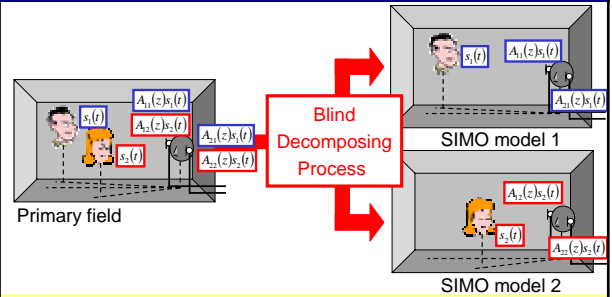 A₁₁(z)s₁(t)
s₁(t)
A₁₂(z)s₂(t)
s₂(t)
A₂₁(z)s₁(t)
A₂₂(z)s₂(t)
Primary field
Blind
Decomposing
Process
A₁₁(z)s₁(t)
s₁(t)
A₂₁(z)s₁(t)
SIMO model 1
A₁₂(z)s₂(t)
s₂(t)
A₂₂(z)s₂(t)
SIMO model 2